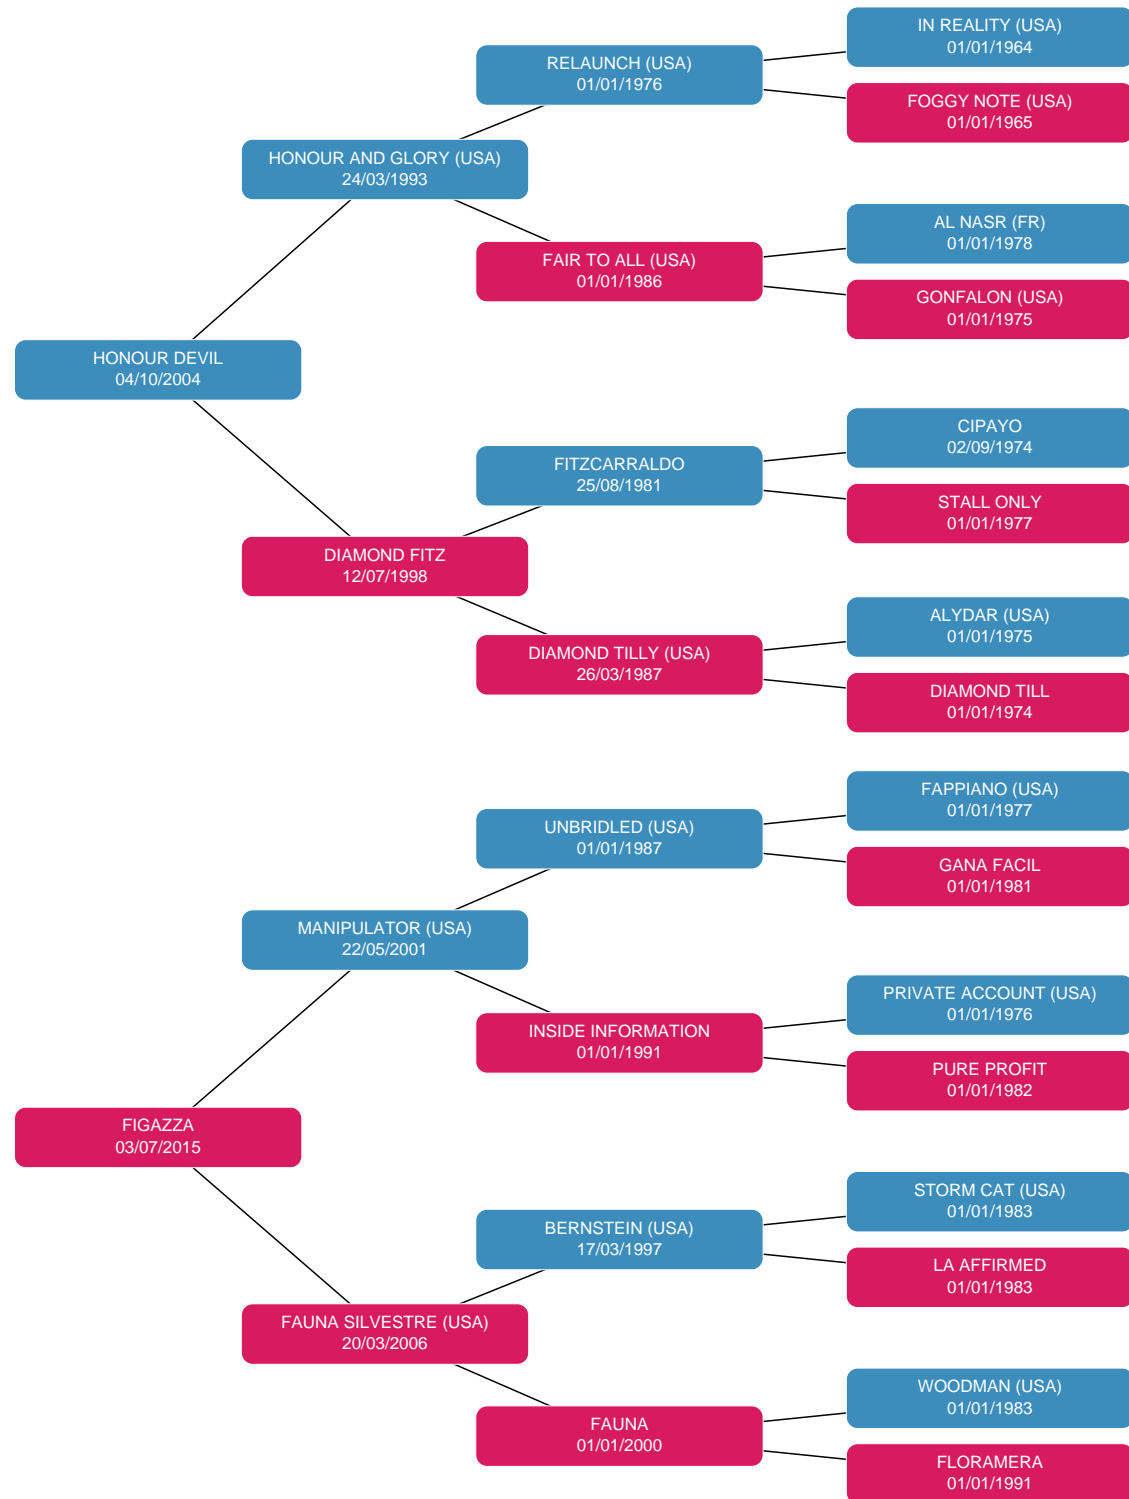 IN REALITY (USA)
01/01/1964
RELAUNCH (USA)
01/01/1976
FOGGY NOTE (USA)
01/01/1965
HONOUR AND GLORY (USA)
24/03/1993
AL NASR (FR)
01/01/1978
FAIR TO ALL (USA)
01/01/1986
GONFALON (USA)
01/01/1975
HONOUR DEVIL
04/10/2004
CIPAYO
02/09/1974
FITZCARRALDO
25/08/1981
STALL ONLY
01/01/1977
DIAMOND FITZ
12/07/1998
ALYDAR (USA)
01/01/1975
DIAMOND TILLY (USA)
26/03/1987
DIAMOND TILL
01/01/1974
FAPPIANO (USA)
01/01/1977
UNBRIDLED (USA)
01/01/1987
GANA FACIL
01/01/1981
MANIPULATOR (USA)
22/05/2001
PRIVATE ACCOUNT (USA)
01/01/1976
INSIDE INFORMATION
01/01/1991
PURE PROFIT
01/01/1982
FIGAZZA
03/07/2015
STORM CAT (USA)
01/01/1983
BERNSTEIN (USA)
17/03/1997
LA AFFIRMED
01/01/1983
FAUNA SILVESTRE (USA)
20/03/2006
WOODMAN (USA)
01/01/1983
FAUNA
01/01/2000
FLORAMERA
01/01/1991